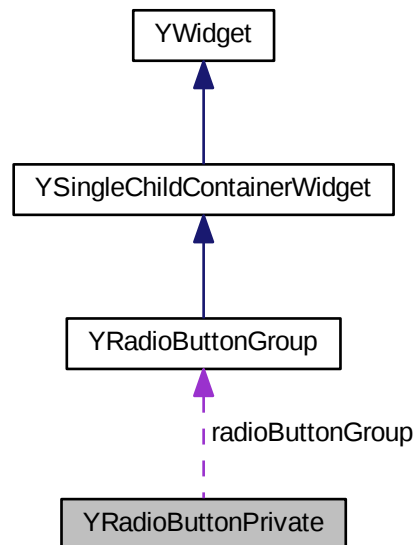 YWidget
YSingleChildContainerWidget
YRadioButtonGroup
radioButtonGroup
YRadioButtonPrivate